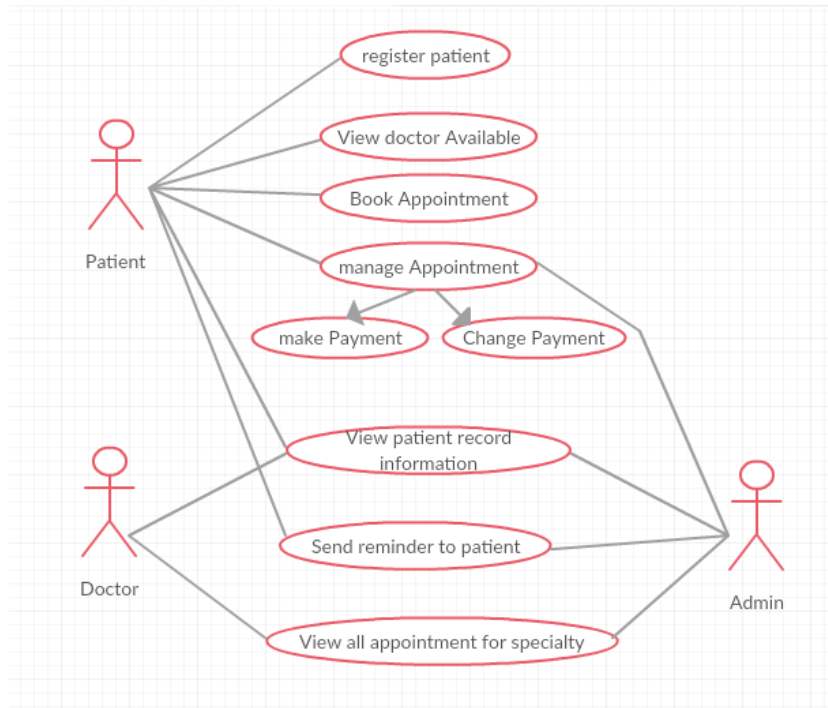 register patient
View doctor Available
Book Appointment
Patient
manage Appointment
make Payment
Change Payment
View patient record
information
Send reminder to patient
Doctor
Admin
View all appointment for specialty